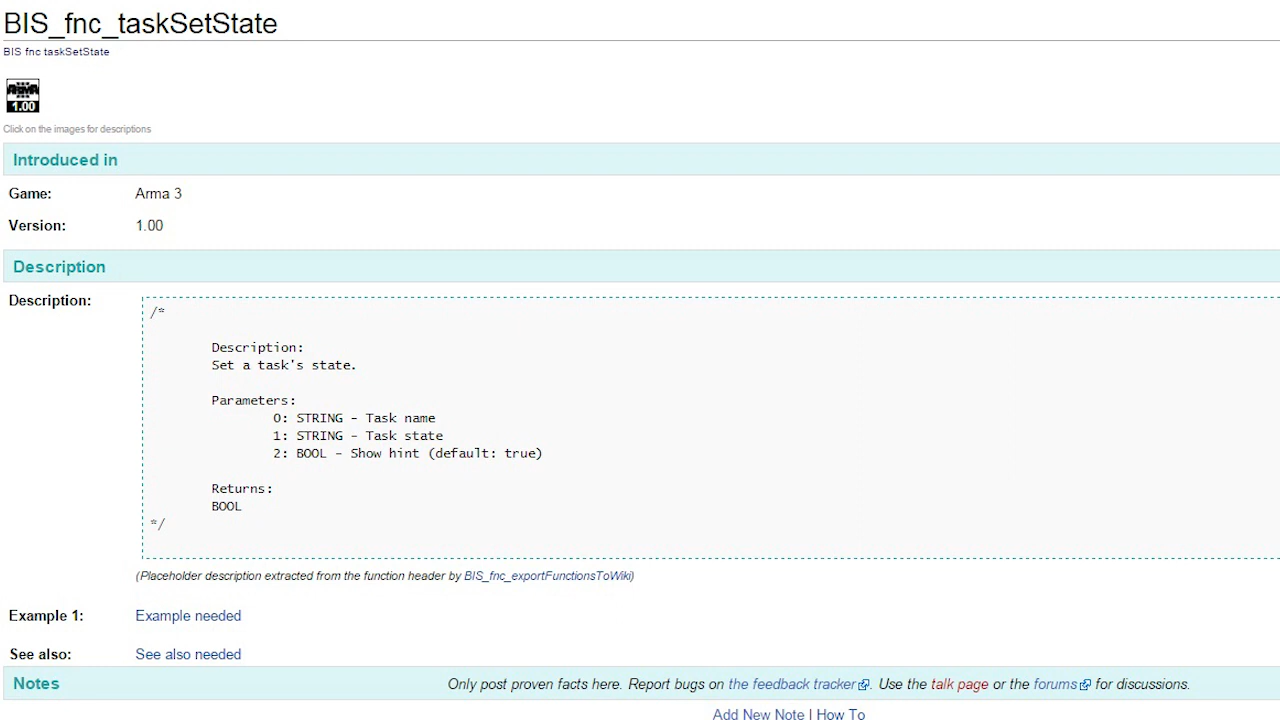 BIS_fnc_taskSetState
BIS fnc taskSetState
ARMA
1.00
Click on the images for descriptions
Introduced in
Game: Arma 3
Version: 1.00
Description
Description:
/*
Description:
Set a task's state.
Parameters:
0: STRING - Task name
1: STRING - Task state
2: BOOL - Show hint (default: true)
Returns:
BOOL
*/
(Placeholder description extracted from the function header by BIS_fnc_exportFunctionsToWiki)
Example 1: Example needed
See also: See also needed
Notes Only post proven facts here. Report bugs on the feedback tracker. Use the talk page or the forums for discussions.
Add New Note | How To